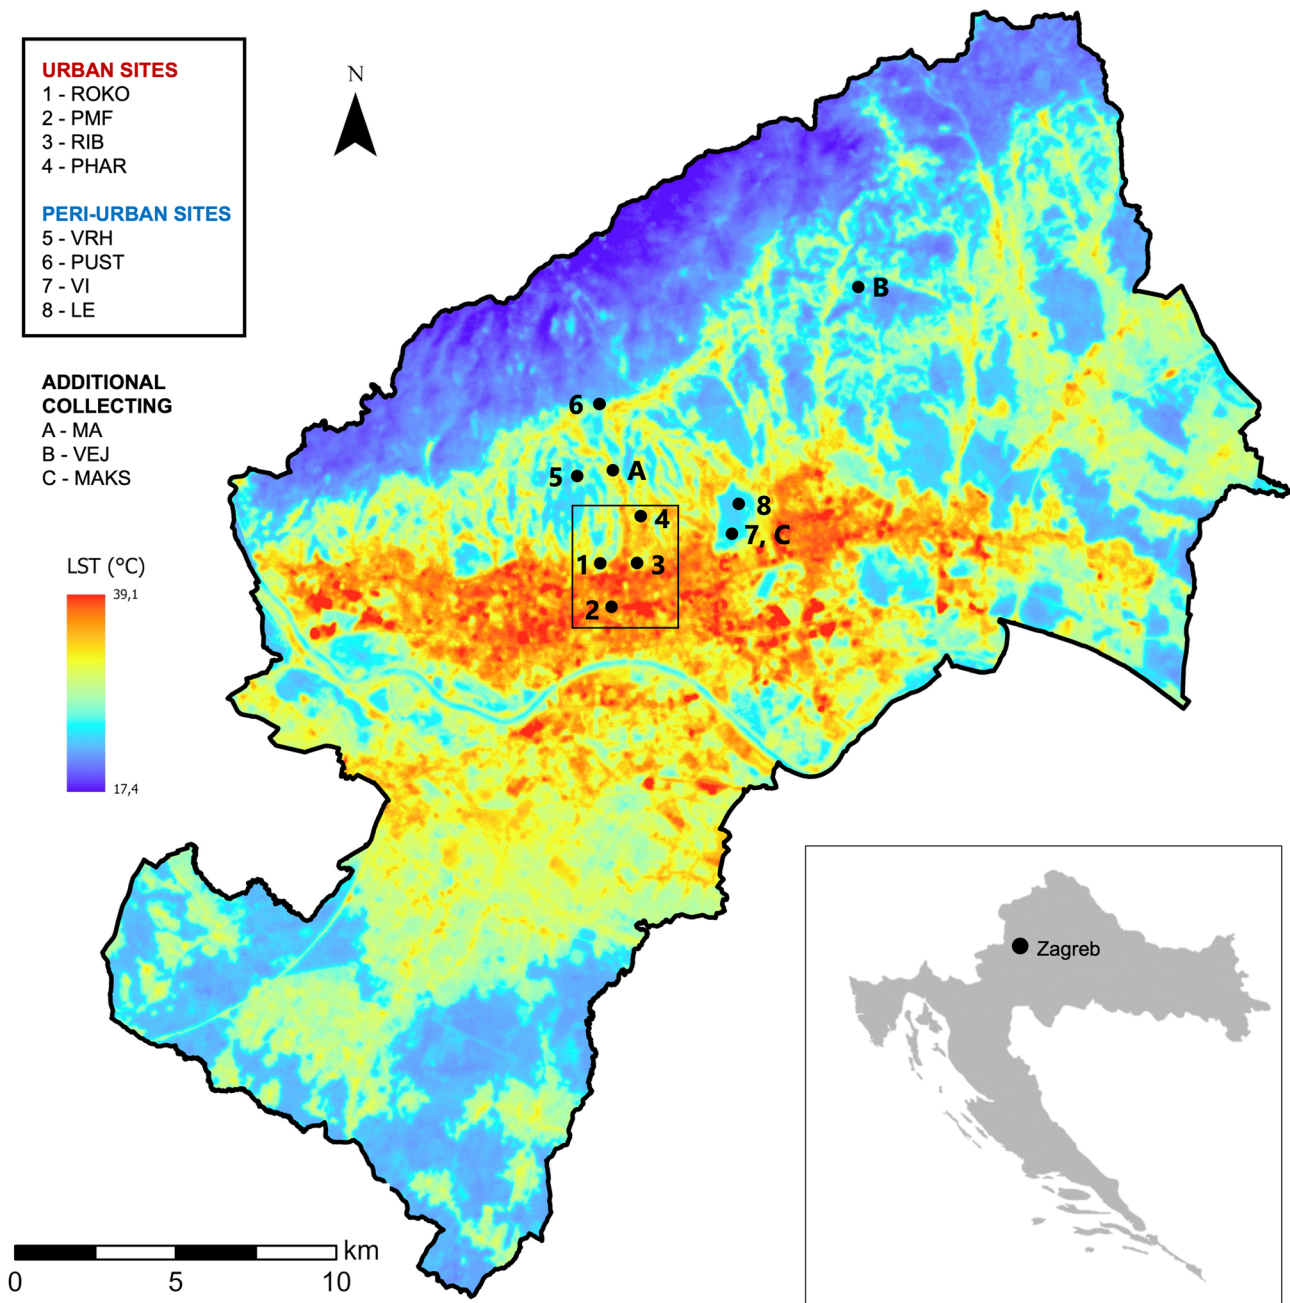 URBAN SITES
1 - ROKO
2 - PMF
3 - RIB
4 - PHAR
PERI-URBAN SITES
5 - VRH
6 - PUST
7 - VI
8 - LE
ADDITIONAL
COLLECTING
A - MA
B - VEJ
C - MAKS
LST (°C)
39,1
17,4
N
B
6
5
A
4
8
7, C
1
3
2
Zagreb
km
0
5
10